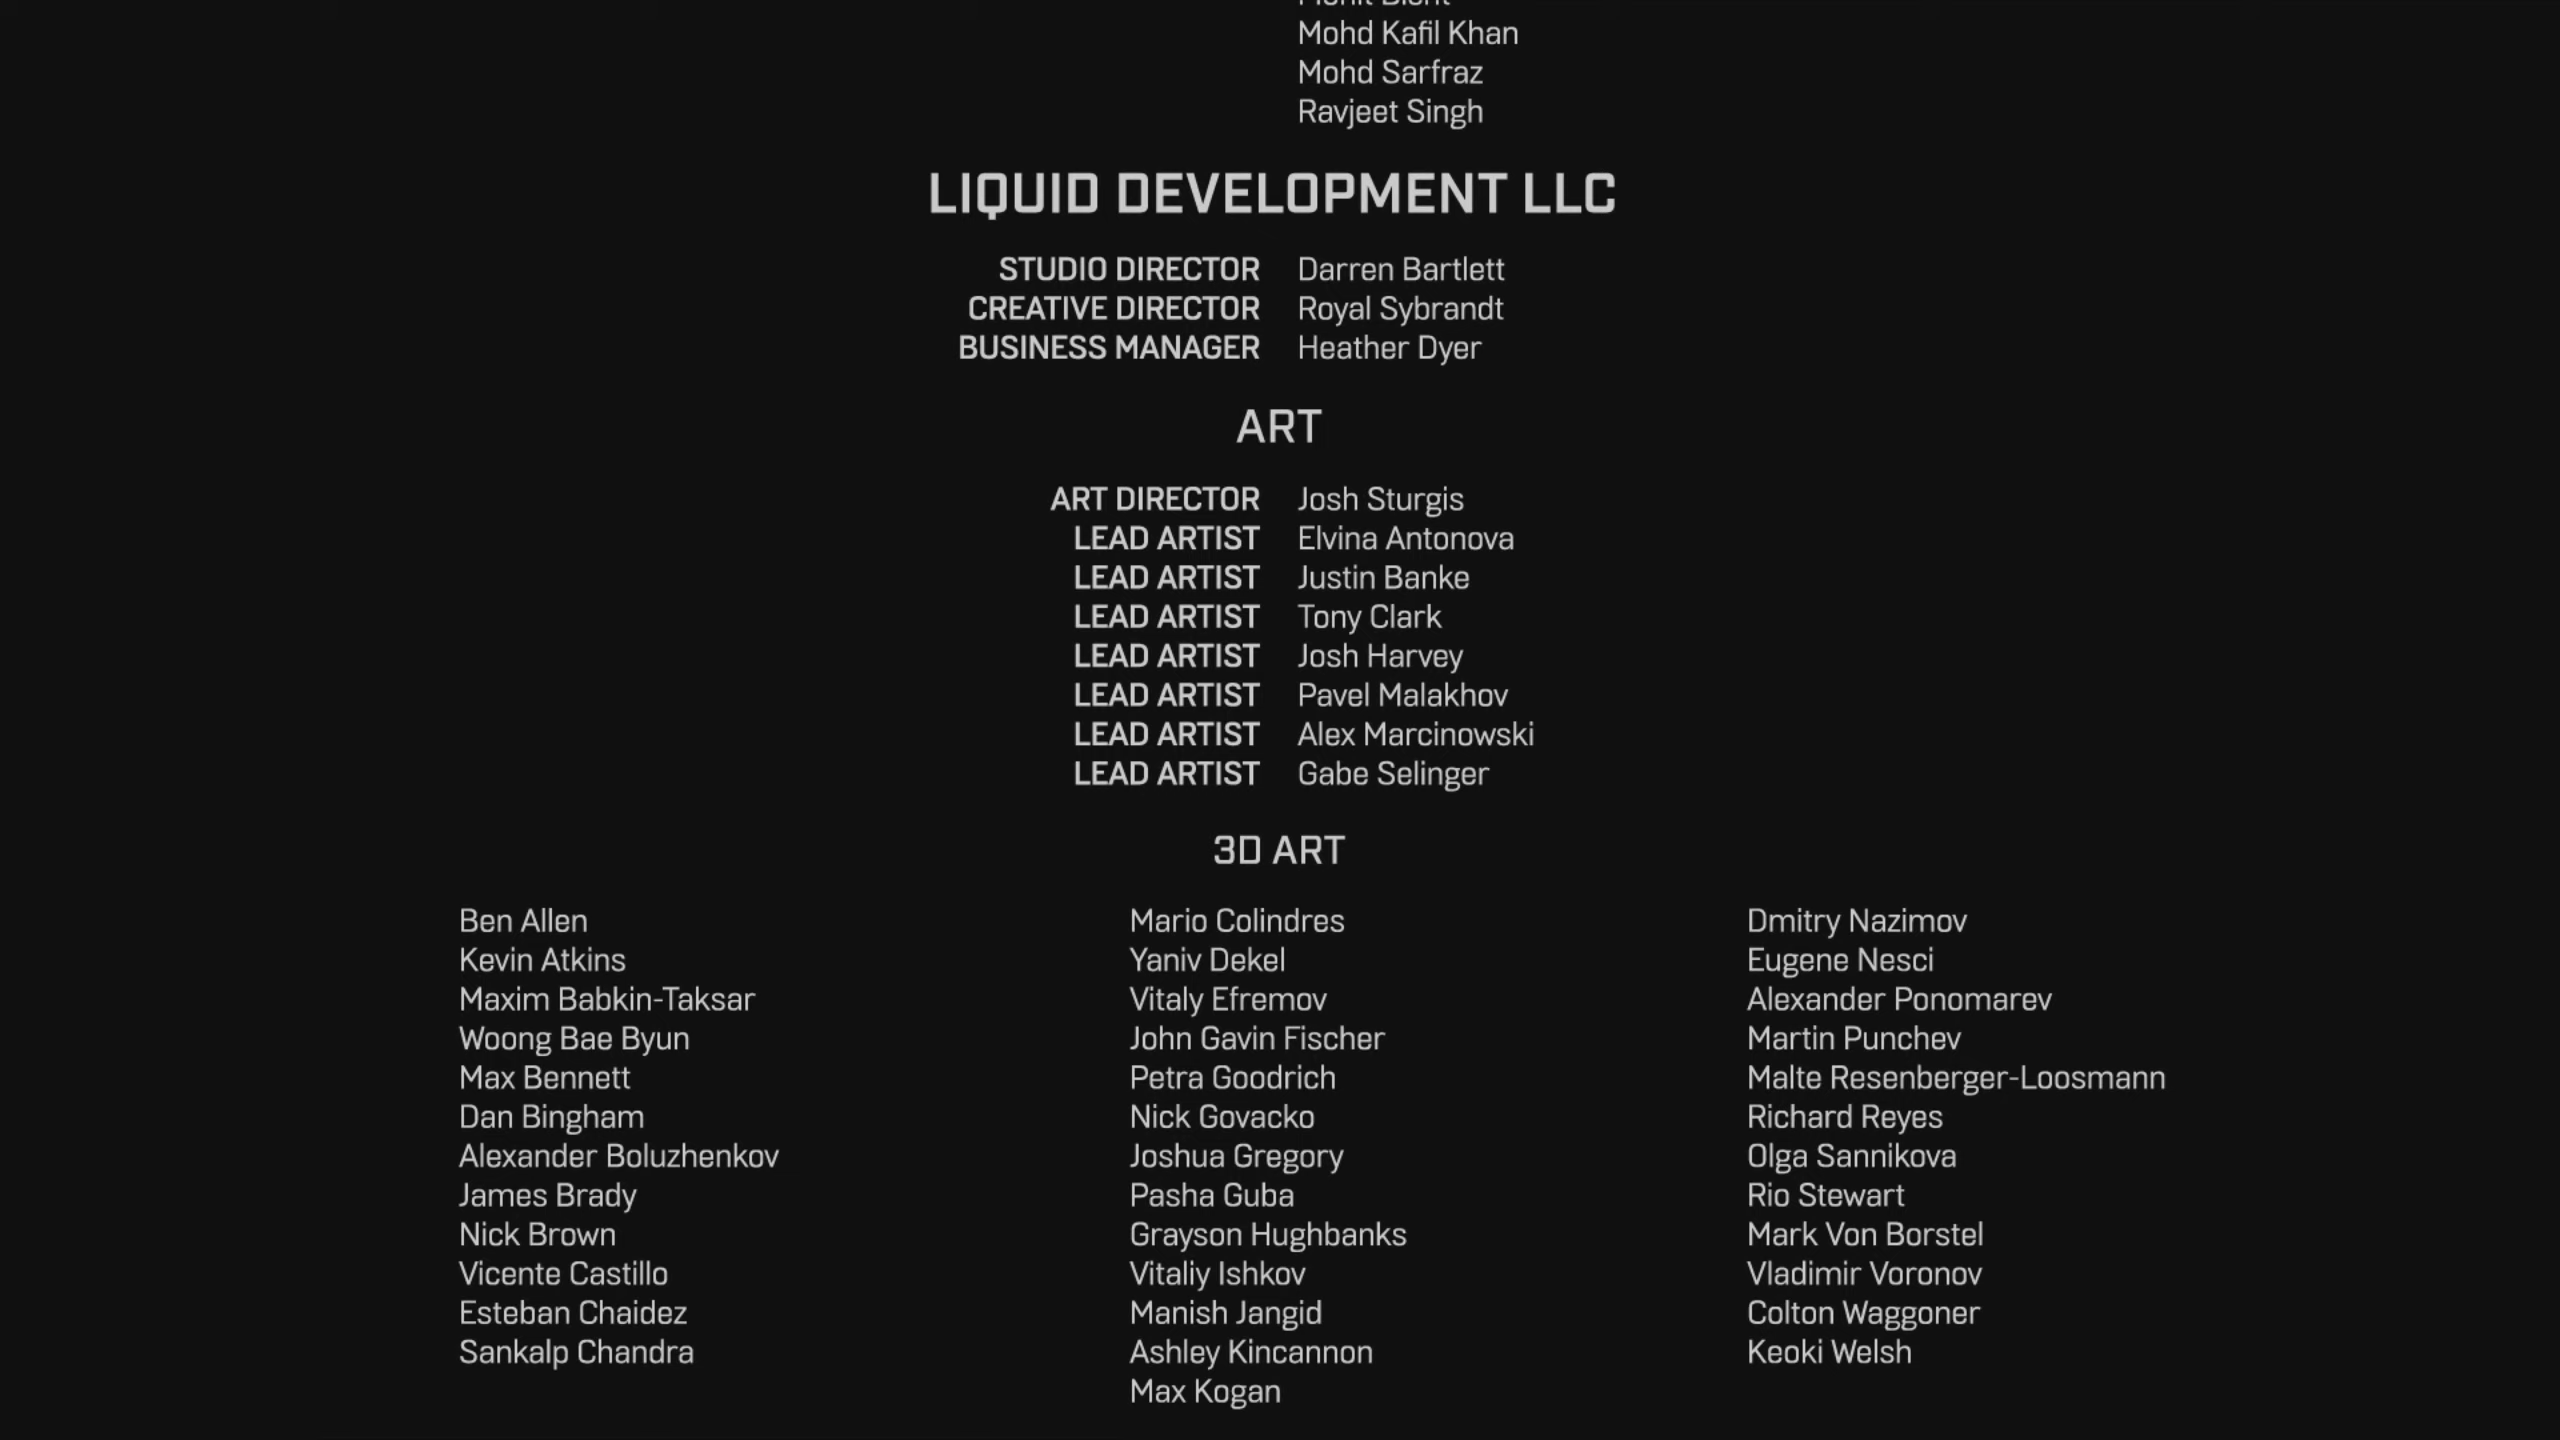 Mohd Kafil Khan
Mohd Sarfraz
Ravjeet Singh
LIQUID DEVELOPMENT LLC
STUDIO DIRECTOR Darren Bartlett
CREATIVE DIRECTOR Royal Sybrandt
BUSINESS MANAGER Heather Dyer
ART
ART DIRECTOR Josh Sturgis
LEAD ARTIST Elvina Antonova
LEAD ARTIST Justin Banke
LEAD ARTIST Tony Clark
LEAD ARTIST Josh Harvey
LEAD ARTIST Pavel Malakhov
LEAD ARTIST Alex Marcinowski
LEAD ARTIST Gabe Selinger
3D ART
Ben Allen
Kevin Atkins
Maxim Babkin-Taksar
Woong Bae Byun
Max Bennett
Dan Bingham
Alexander Boluzhenkov
James Brady
Nick Brown
Vicente Castillo
Esteban Chaidez
Sankalp Chandra
Mario Colindres
Yaniv Dekel
Vitaly Efremov
John Gavin Fischer
Petra Goodrich
Nick Govacko
Joshua Gregory
Pasha Guba
Grayson Hughbanks
Vitaliy Ishkov
Manish Jangid
Ashley Kincannon
Max Kogan
Dmitry Nazimov
Eugene Nesci
Alexander Ponomarev
Martin Punchev
Malte Resenberger-Loosmann
Richard Reyes
Olga Sannikova
Rio Stewart
Mark Von Borstel
Vladimir Voronov
Colton Waggoner
Keoki Welsh